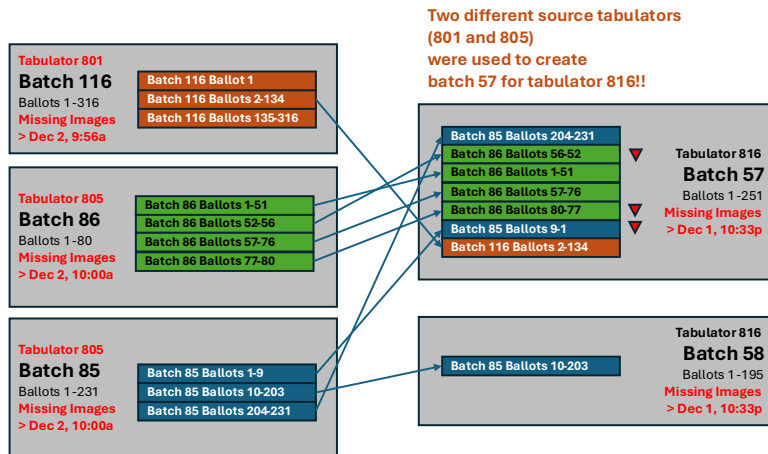 Two different source tabulators
(801 and 805)
were used to create
batch 57 for tabulator 816!!
Tabulator 801
Batch 116
Ballots 1-316
Missing Images
> Dec 2, 9:56a
Batch 116 Ballot 1
Batch 116 Ballots 2-134
Batch 116 Ballots 135-316
Tabulator 805
Batch 86
Ballots 1-80
Missing Images
> Dec 2, 10:00a
Batch 86 Ballots 1-51
Batch 86 Ballots 52-56
Batch 86 Ballots 57-76
Batch 86 Ballots 77-80
Tabulator 805
Batch 85
Ballots 1-231
Missing Images
> Dec 2, 10:00a
Batch 85 Ballots 1-9
Batch 85 Ballots 10-203
Batch 85 Ballots 204-231
Batch 85 Ballots 204-231
Batch 86 Ballots 56-52
Batch 86 Ballots 1-51
Batch 86 Ballots 57-76
Batch 86 Ballots 80-77
Batch 85 Ballots 9-1
Batch 116 Ballots 2-134
Tabulator 816
Batch 57
Ballots 1-251
Missing Images
> Dec 1, 10:33p
Batch 85 Ballots 10-203
Tabulator 816
Batch 58
Ballots 1-195
Missing Images
> Dec 1, 10:33p